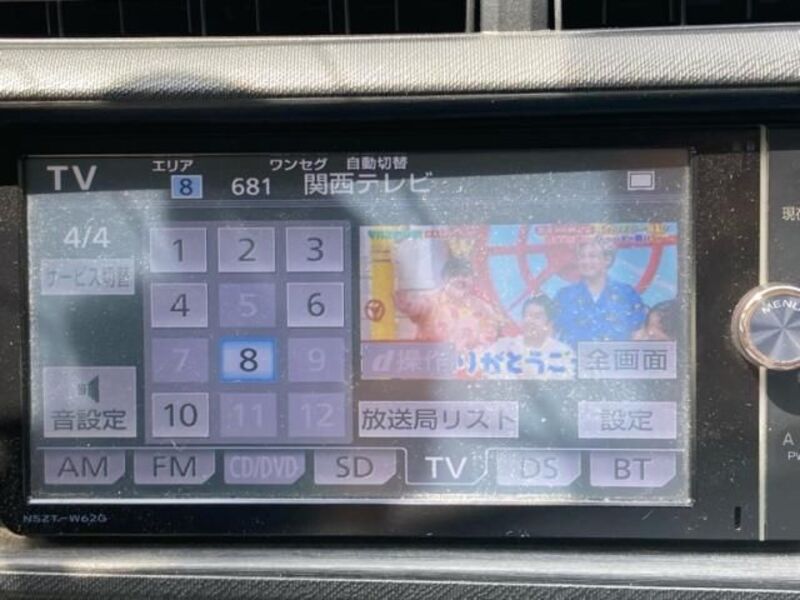 TV
エリア
8
ワンセグ 自動切替
681 関西テレビ
4/4
サービス切替
1 2 3
4 5 6
7 8 9
10 11 12
音設定
d操作
りがとうご
全画面
放送局リスト
設定
AM FM CD/DVD SD TV DS BT
NSZT-W62G
MENU
現
A
PW